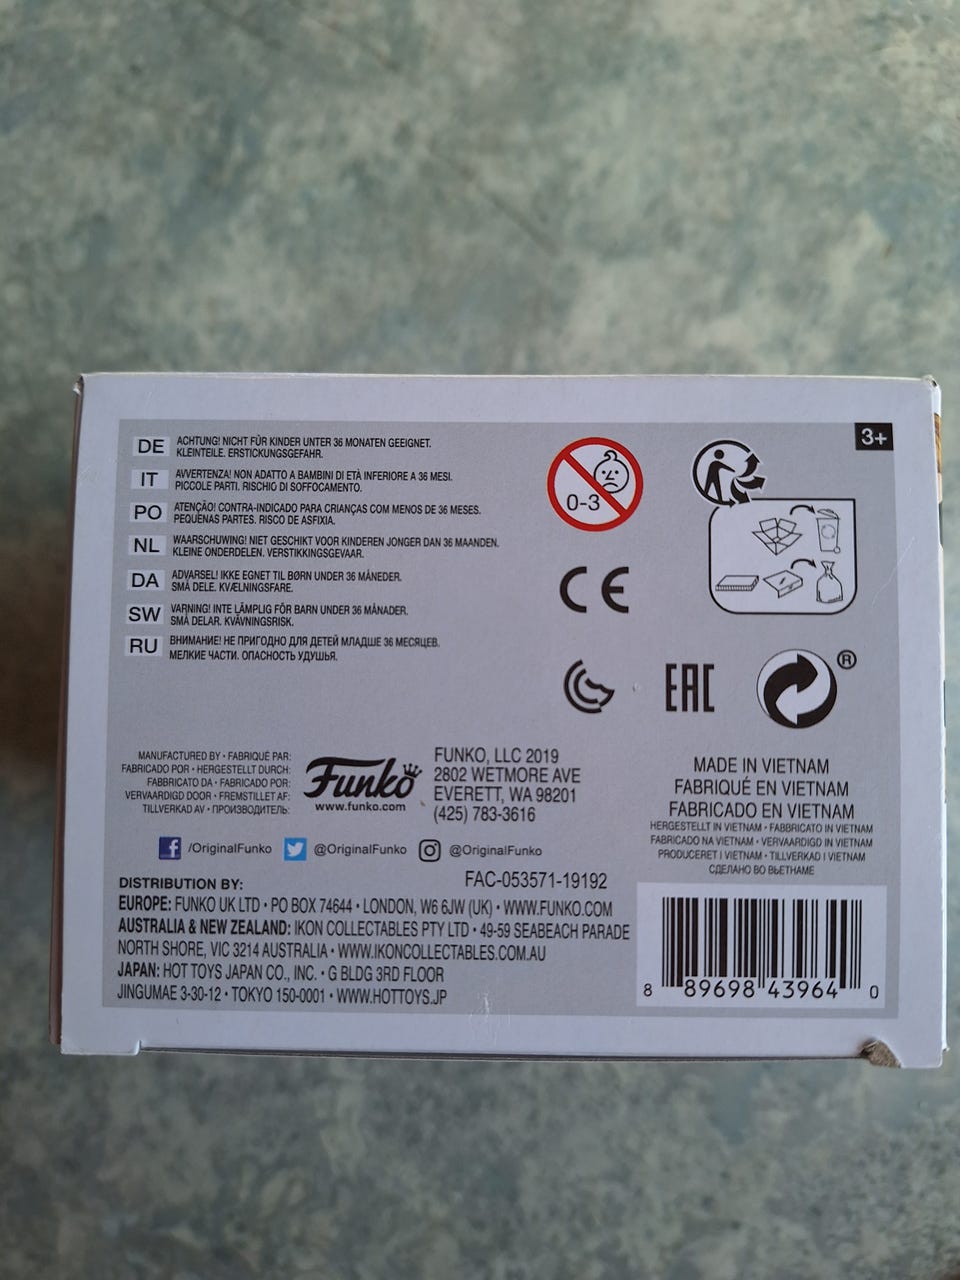 3+
DE
ACHTUNG! NICHT FÜR KINDER UNTER 36 MONATEN GEEIGNET.
KLEINTEILE. ERSTICKUNGSGEFAHR.
IT
AVVERTENZA! NON ADATTO A BAMBINI DI ETÀ INFERIORE A 36 MESI.
PICCOLE PARTI. RISCHIO DI SOFFOCAMENTO.
PO
ATENÇÃO! CONTRA-INDICADO PARA CRIANÇAS COM MENOS DE 36 MESES.
PEQUENAS PARTES. RISCO DE ASFIXIA.
NL
WAARSCHUWING! NIET GESCHIKT VOOR KINDEREN JONGER DAN 36 MAANDEN.
KLEINE ONDERDELEN. VERSTIKKINGSGEVAAR.
DA
ADVARSEL! IKKE EGNET TIL BØRN UNDER 36 MÅNEDER.
SMÅ DELE. KVÆLNINGSFARE.
SW
VARNING! INTE LÄMPLIG FÖR BARN UNDER 36 MÅNADER.
SMÅ DELAR. KVÄVNINGSRISK.
RU
ВНИМАНИЕ! НЕ ПРИГОДНО ДЛЯ ДЕТЕЙ МЛАДШЕ 36 МЕСЯЦЕВ.
МЕЛКИЕ ЧАСТИ. ОПАСНОСТЬ УДУШЬЯ.
0-3
CE
EAC
®
MANUFACTURED BY • FABRIQUÉ PAR:
FABRICADO POR • HERGESTELLT DURCH:
FABBRICATO DA • FABRICADO POR:
VERVAARDIGD DOOR • FREMSTILLET AF:
TILLVERKAD AV • ПРОИЗВОДИТЕЛЬ:
Funko
www.funko.com
FUNKO, LLC 2019
2802 WETMORE AVE
EVERETT, WA 98201
(425) 783-3616
MADE IN VIETNAM
FABRIQUÉ EN VIETNAM
FABRICADO EN VIETNAM
HERGESTELLT IN VIETNAM • FABBRICATO IN VIETNAM
FABRICADO NA VIETNAM • VERVAARDIGD IN VIETNAM
PRODUCERET I VIETNAM • TILLVERKAD I VIETNAM
СДЕЛАНО ВО ВЬЕТНАМЕ
/OriginalFunko @OriginalFunko @OriginalFunko
FAC-053571-19192
DISTRIBUTION BY:
EUROPE: FUNKO UK LTD • PO BOX 74644 • LONDON, W6 6JW (UK) • WWW.FUNKO.COM
AUSTRALIA & NEW ZEALAND: IKON COLLECTABLES PTY LTD • 49-59 SEABEACH PARADE
NORTH SHORE, VIC 3214 AUSTRALIA • WWW.IKONCOLLECTABLES.COM.AU
JAPAN: HOT TOYS JAPAN CO., INC. • G BLDG 3RD FLOOR
JINGUMAE 3-30-12 • TOKYO 150-0001 • WWW.HOTTOYS.JP
8 89698 43964 0